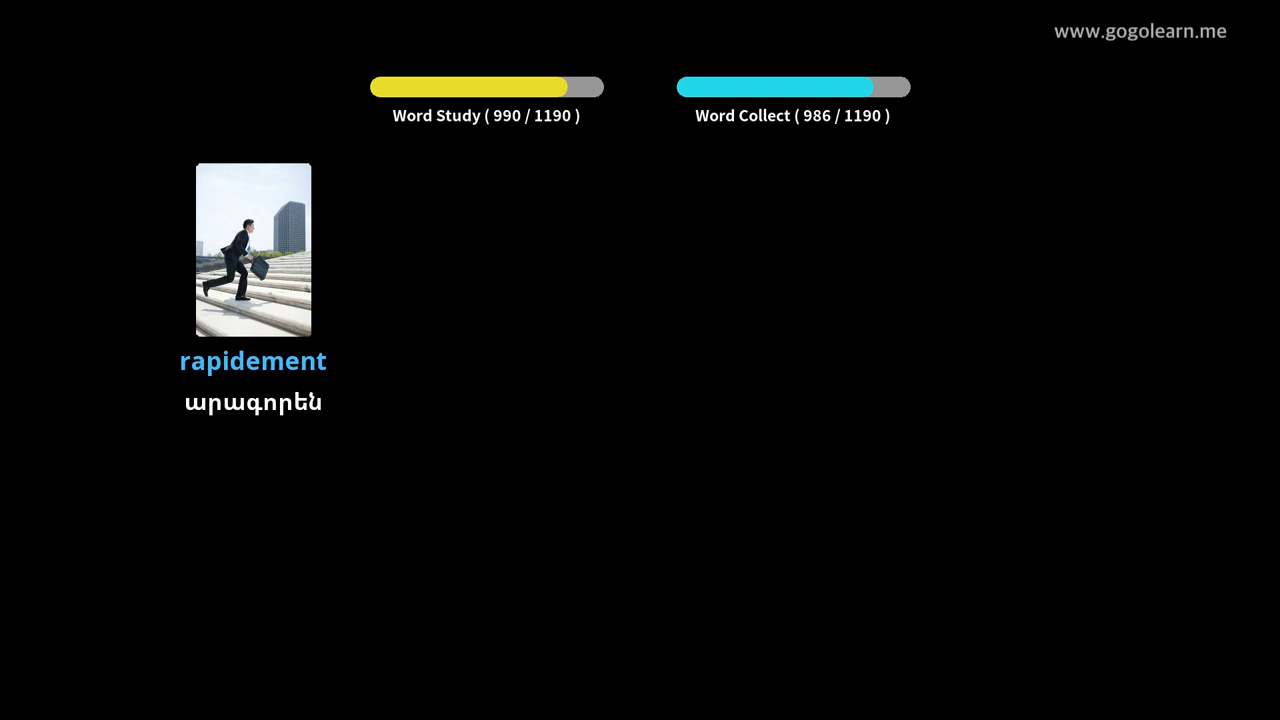 www.gogolearn.me
Word Study ( 990 / 1190 )
Word Collect ( 986 / 1190 )
rapidement
արագորեն